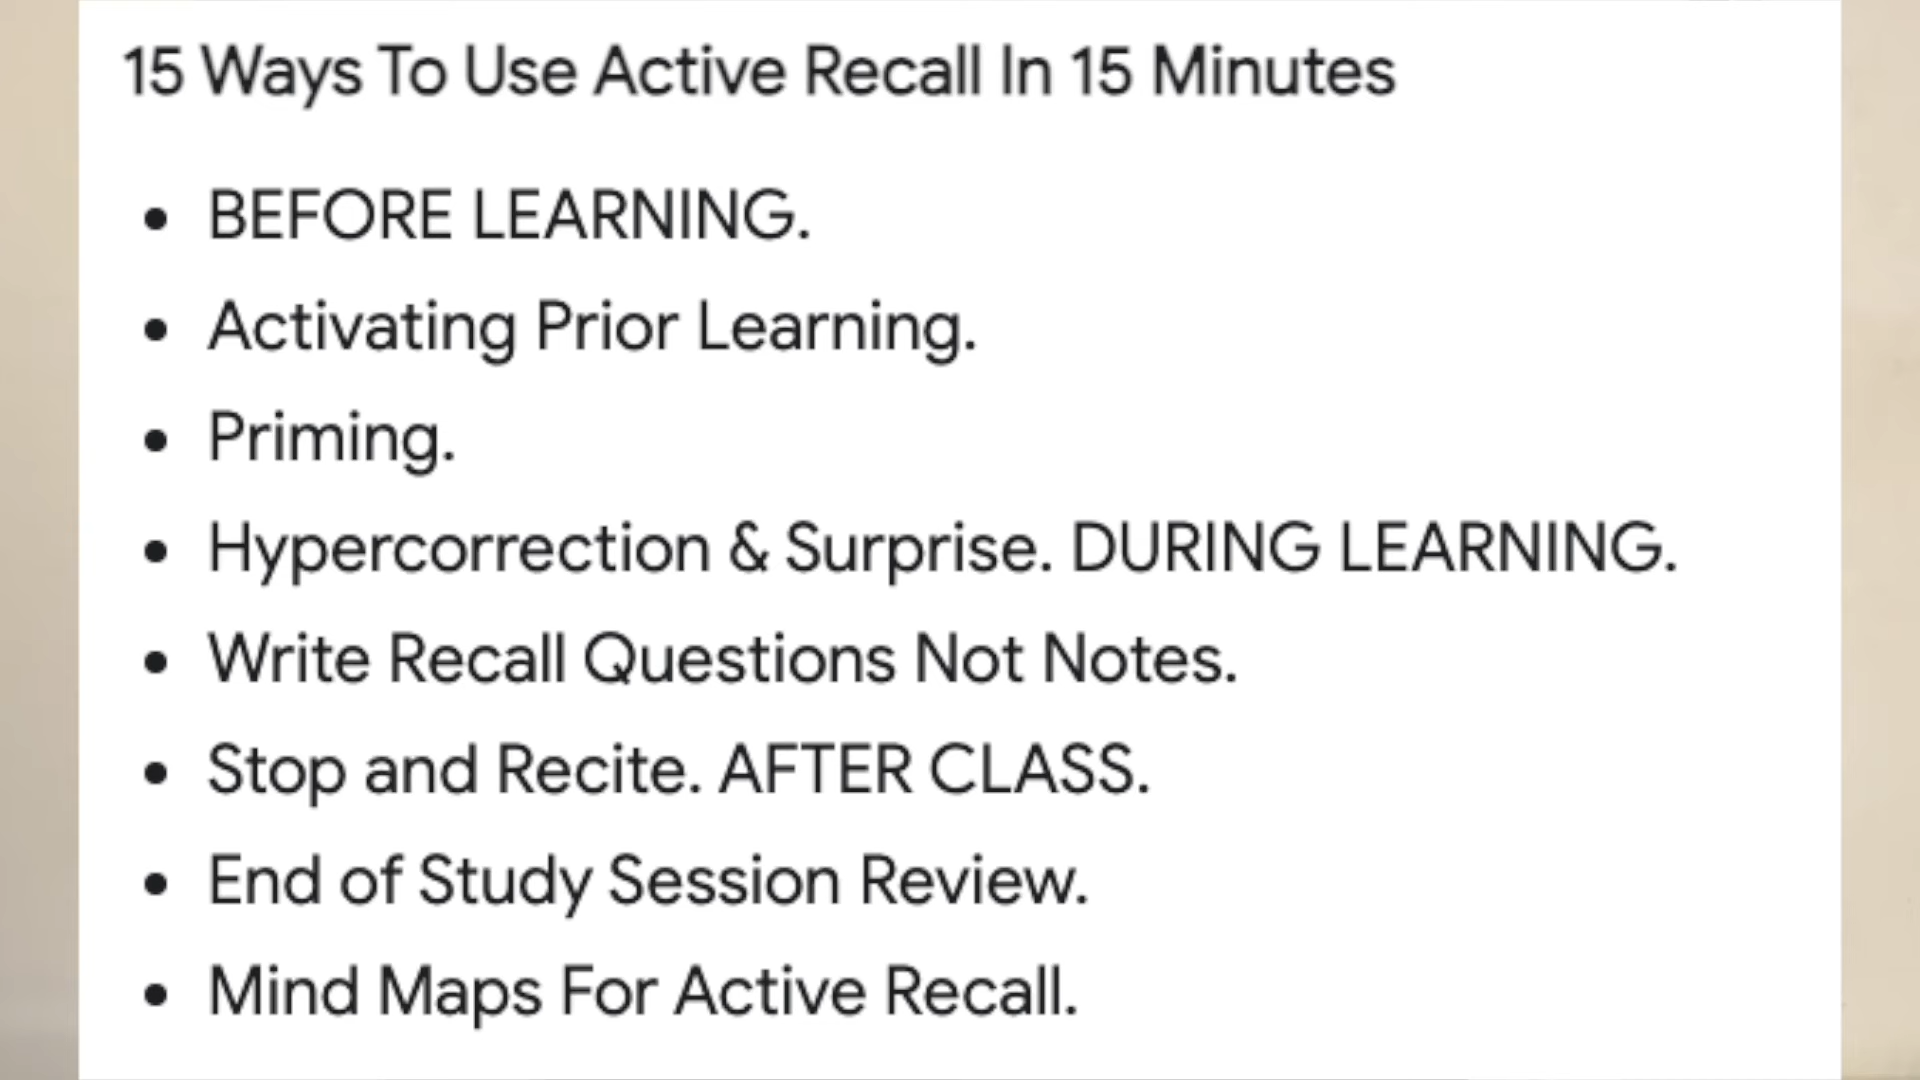 15 Ways To Use Active Recall In 15 Minutes
• BEFORE LEARNING.
• Activating Prior Learning.
• Priming.
• Hypercorrection & Surprise. DURING LEARNING.
• Write Recall Questions Not Notes.
• Stop and Recite. AFTER CLASS.
• End of Study Session Review.
• Mind Maps For Active Recall.